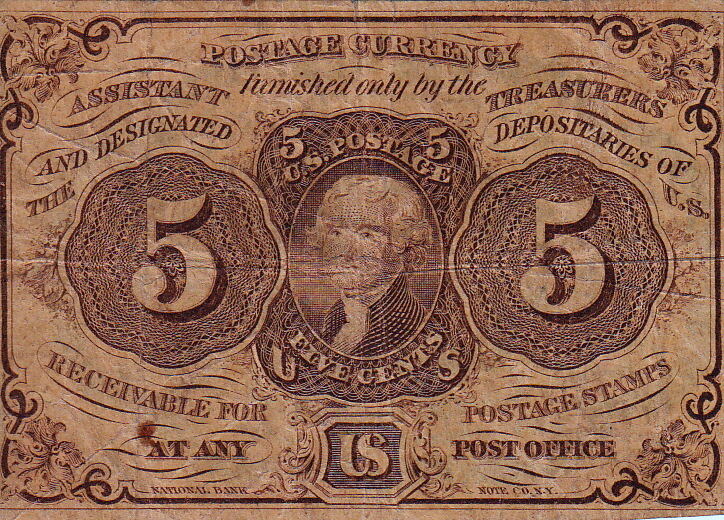 POSTAGE CURRENCY
Furnished only by the
ASSISTANT TREASURERS
AND DESIGNATED DEPOSITARIES OF
THE U.S.
5 5
U.S. POSTAGE
5 5
FIVE CENTS
U S
RECEIVABLE FOR POSTAGE STAMPS
AT ANY US POST OFFICE
NATIONAL BANK NOTE CO. N.Y